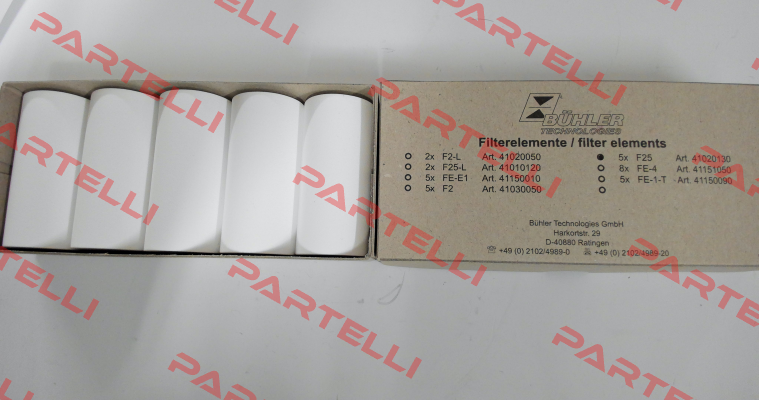 BÜHLER
TECHNOLOGIES
Filterelemente / filter elements
2x F2-L Art. 41020050
2x F25-L Art. 41010120
5x FE-E1 Art. 41150010
5x F2 Art. 41030050
5x F25 Art. 41020130
8x FE-4 Art. 41151050
5x FE-1-T Art. 41150090
Bühler Technologies GmbH
Harkortstr. 29
D-40880 Ratingen
+49 (0) 2102/4989-0 +49 (0) 2102/4989-20
PARTELLI
PARTELLI
PARTELLI
PARTELLI
PARTELLI
PARTELLI
PARTELLI
PARTELLI
PARTELLI